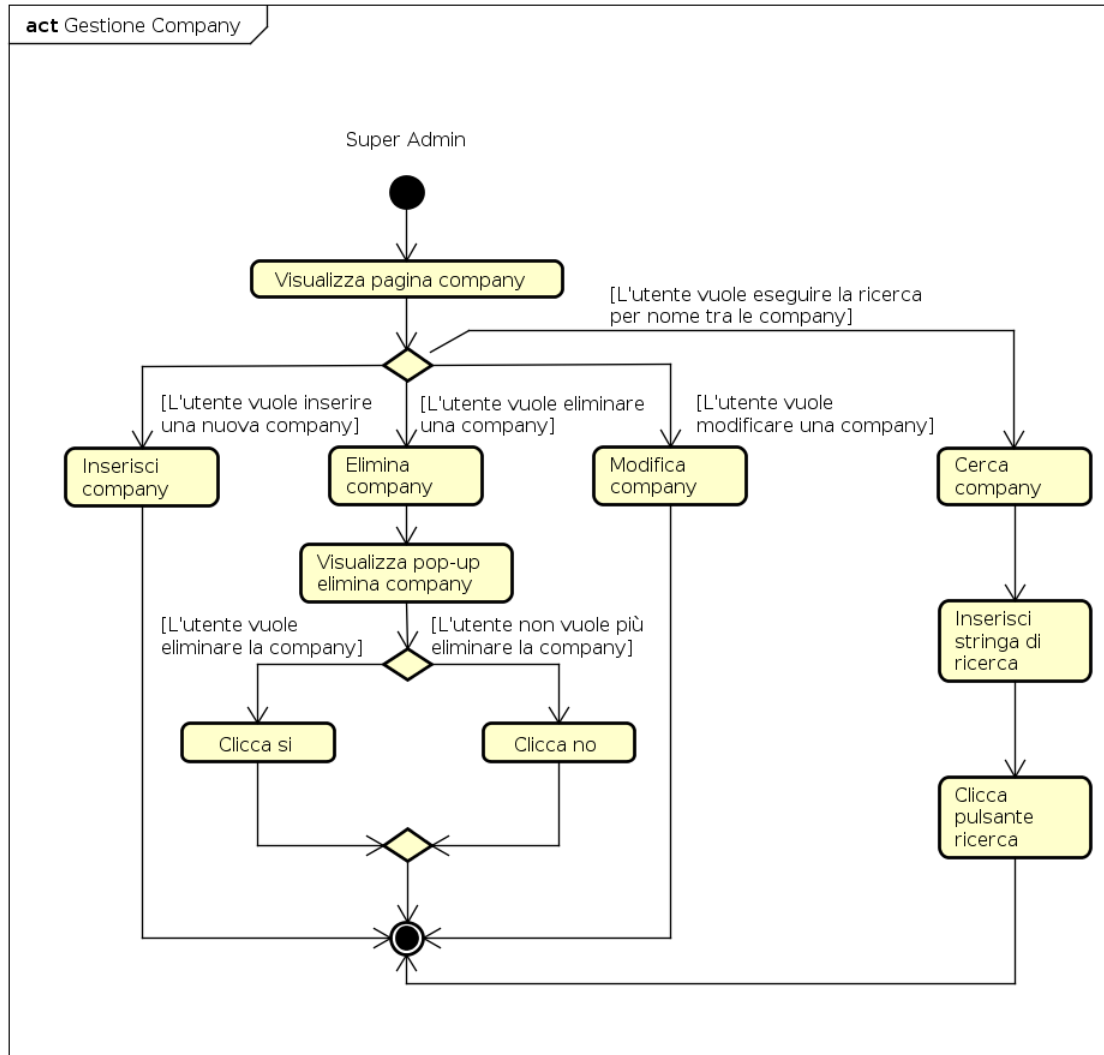 act Gestione Company
Super Admin
Visualizza pagina company
[L'utente vuole eseguire la ricerca
per nome tra le company]
[L'utente vuole inserire
una nuova company]
[L'utente vuole eliminare
una company]
[L'utente vuole
modificare una company]
Inserisci
company
Elimina
company
Modifica
company
Cerca
company
Visualizza pop-up
elimina company
[L'utente vuole
eliminare la company]
[L'utente non vuole più
eliminare la company]
Inserisci
stringa di
ricerca
Clicca si
Clicca no
Clicca
pulsante
ricerca